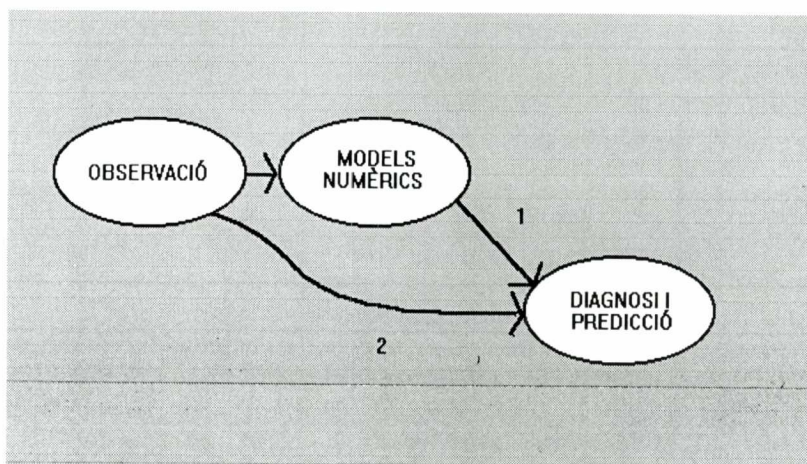 OBSERVACIÓ
MODELS
NUMÈRICS
1
DIAGNOSI I
PREDICCIÓ
2